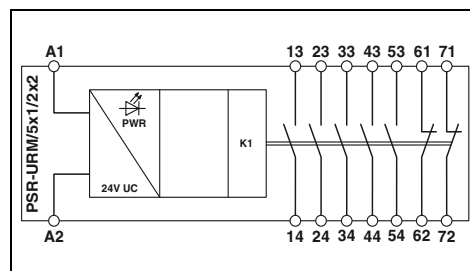 A1 13 23 33 43 53 61 71
PSR-URM/5x1/2x2
PWR
K1
24V UC
A2 14 24 34 44 54 62 72